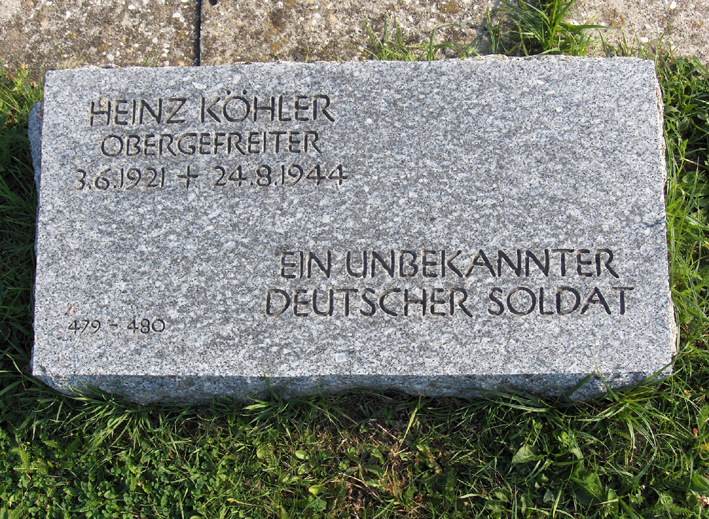 HEINZ KÖHLER
OBERGEFREITER
3.6.1921 + 24.8.1944
EIN UNBEKANNTER
DEUTSCHER SOLDAT
479 - 480